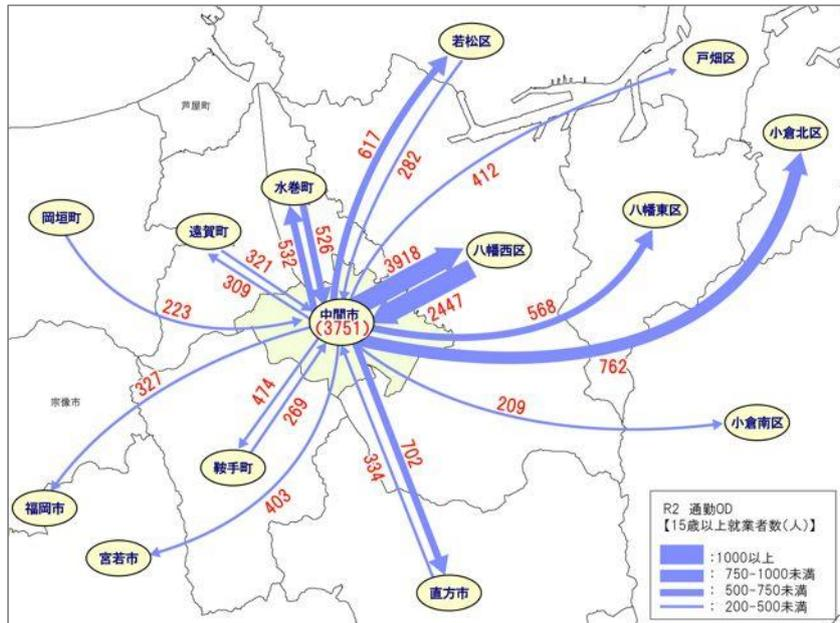 若松区
戸畑区
芦屋町
小倉北区
617
282
412
水巻町
岡垣町
遠賀町
八幡東区
八幡西区
532
526
321
309
3918
2447
223
中間市
(3751)
568
762
327
宗像市
474
269
209
小倉南区
鞍手町
403
334
702
福岡市
宮若市
直方市
R2 通勤OD
【15歳以上就業者数(人)】
:1000以上
: 750-1000未満
: 500-750未満
: 200-500未満